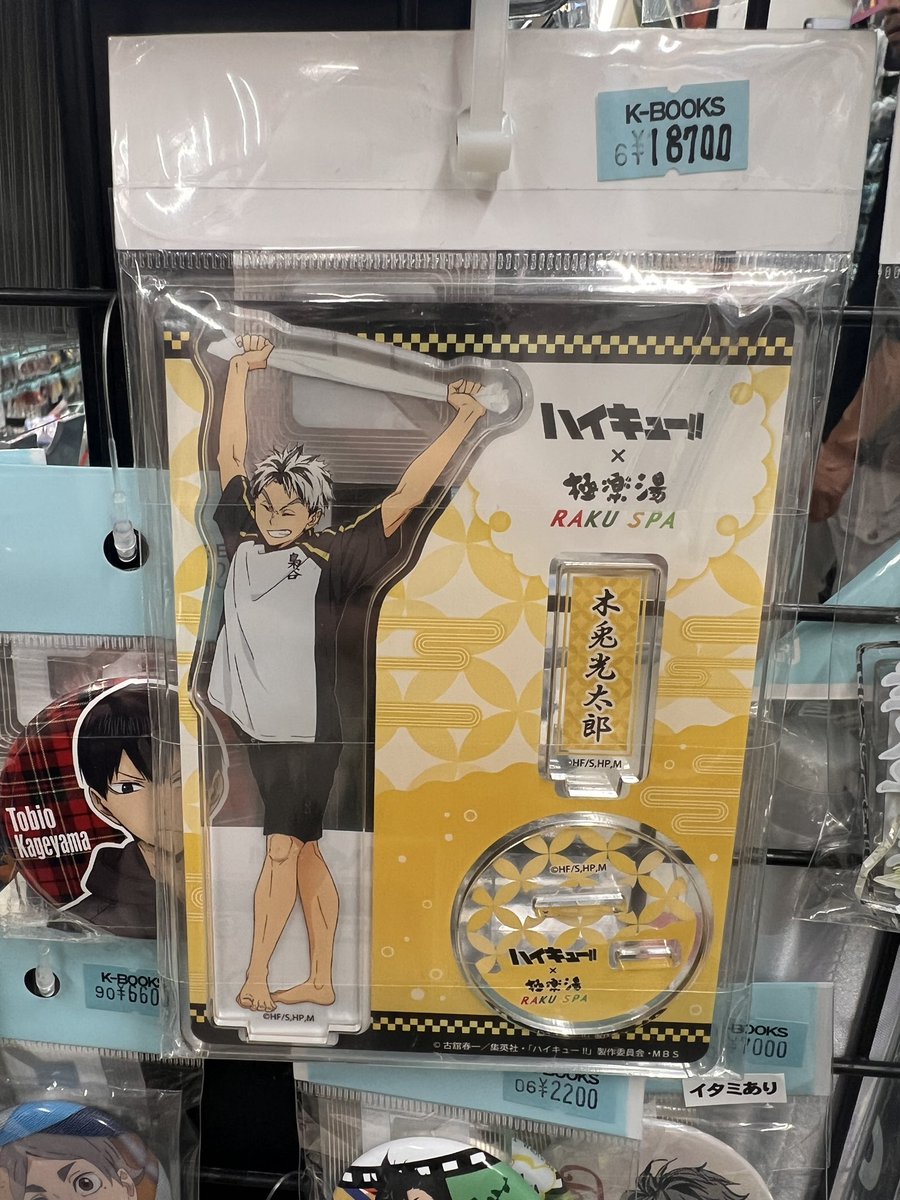 K-BOOKS
6 ¥18700
ハイキュー!!
×
極楽湯
RAKU SPA
梟谷
木兎光太郎
©HF/S,HP,M
©HF/S,HP,M
ハイキュー!!
×
極楽湯
RAKU SPA
©HF/S,HP,M
©古舘春一/集英社・「ハイキュー!!」製作委員会・MBS
Tobio
Kageyama
K-BOOKS
90 ¥660
BOOKS
7000
イタミあり
06 ¥2200